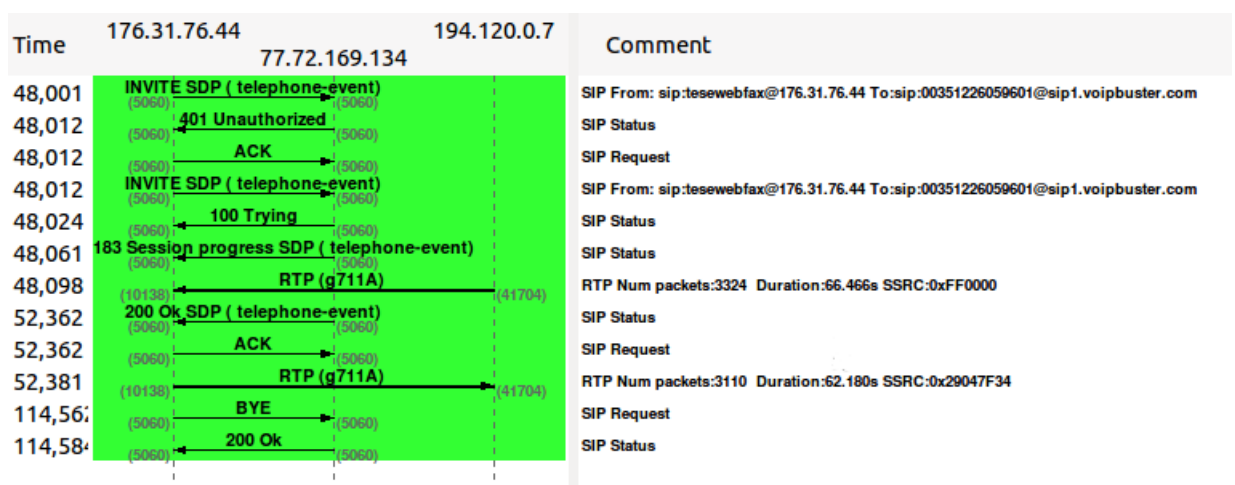 176.31.76.44 194.120.0.7
Time 77.72.169.134 Comment
48,001 INVITE SDP ( telephone-event) SIP From: sip:tesewebfax@176.31.76.44 To:sip:00351226059601@sip1.voipbuster.com
(5060) (5060)
48,012 401 Unauthorized SIP Status
(5060) (5060)
48,012 ACK SIP Request
(5060) (5060)
48,012 INVITE SDP ( telephone-event) SIP From: sip:tesewebfax@176.31.76.44 To:sip:00351226059601@sip1.voipbuster.com
(5060) (5060)
48,024 100 Trying SIP Status
(5060) (5060)
48,061 183 Session progress SDP ( telephone-event) SIP Status
(5060) (5060)
48,098 RTP (g711A) RTP Num packets:3324 Duration:66.466s SSRC:0xFF0000
(10138) (41704)
52,362 200 Ok SDP ( telephone-event) SIP Status
(5060) (5060)
52,362 ACK SIP Request
(5060) (5060)
52,381 RTP (g711A) RTP Num packets:3110 Duration:62.180s SSRC:0x29047F34
(10138) (41704)
114,562 BYE SIP Request
(5060) (5060)
114,584 200 Ok SIP Status
(5060) (5060)